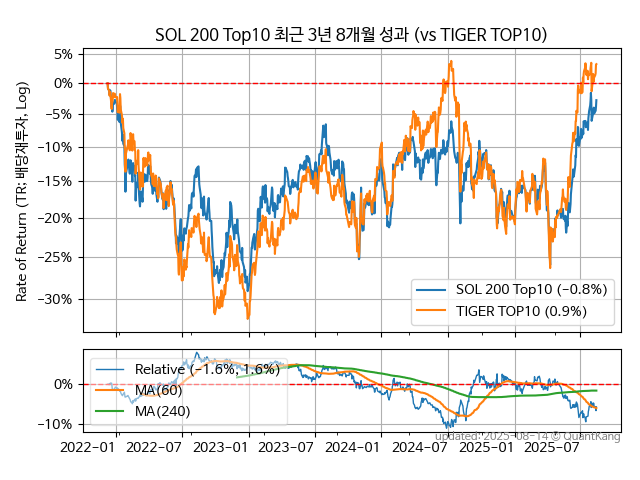 SOL 200 Top10 최근 3년 8개월 성과 (vs TIGER TOP10)
Rate of Return (TR: 배당재투자, Log)
5%
0%
−5%
−10%
−15%
−20%
−25%
−30%
SOL 200 Top10 (−0.8%)
TIGER TOP10 (0.9%)
0%
−10%
Relative (−1.6%, 1.6%)
MA(60)
MA(240)
2022−01 2022−07 2023−01 2023−07 2024−01 2024−07 2025−01 2025−07
updated: 2025−08−14 © QuantKang